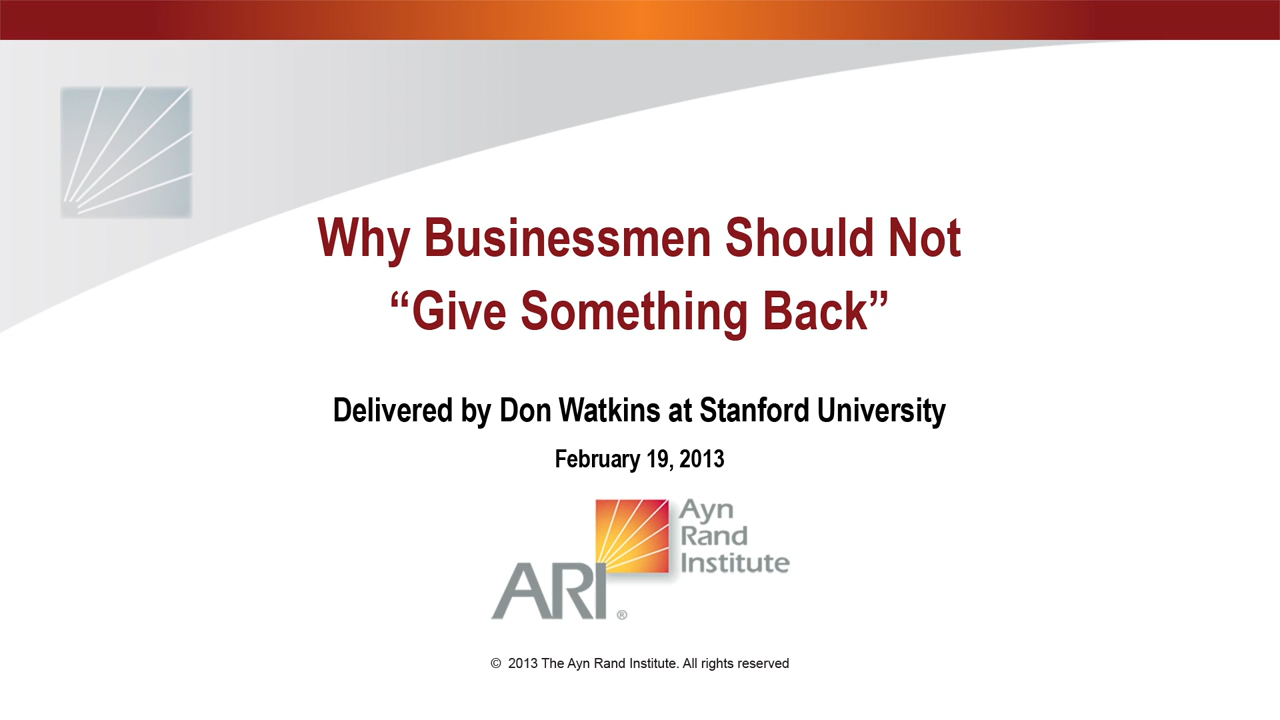 Why Businessmen Should Not
“Give Something Back”
Delivered by Don Watkins at Stanford University
February 19, 2013
Ayn
Rand
Institute
ARI®
© 2013 The Ayn Rand Institute. All rights reserved